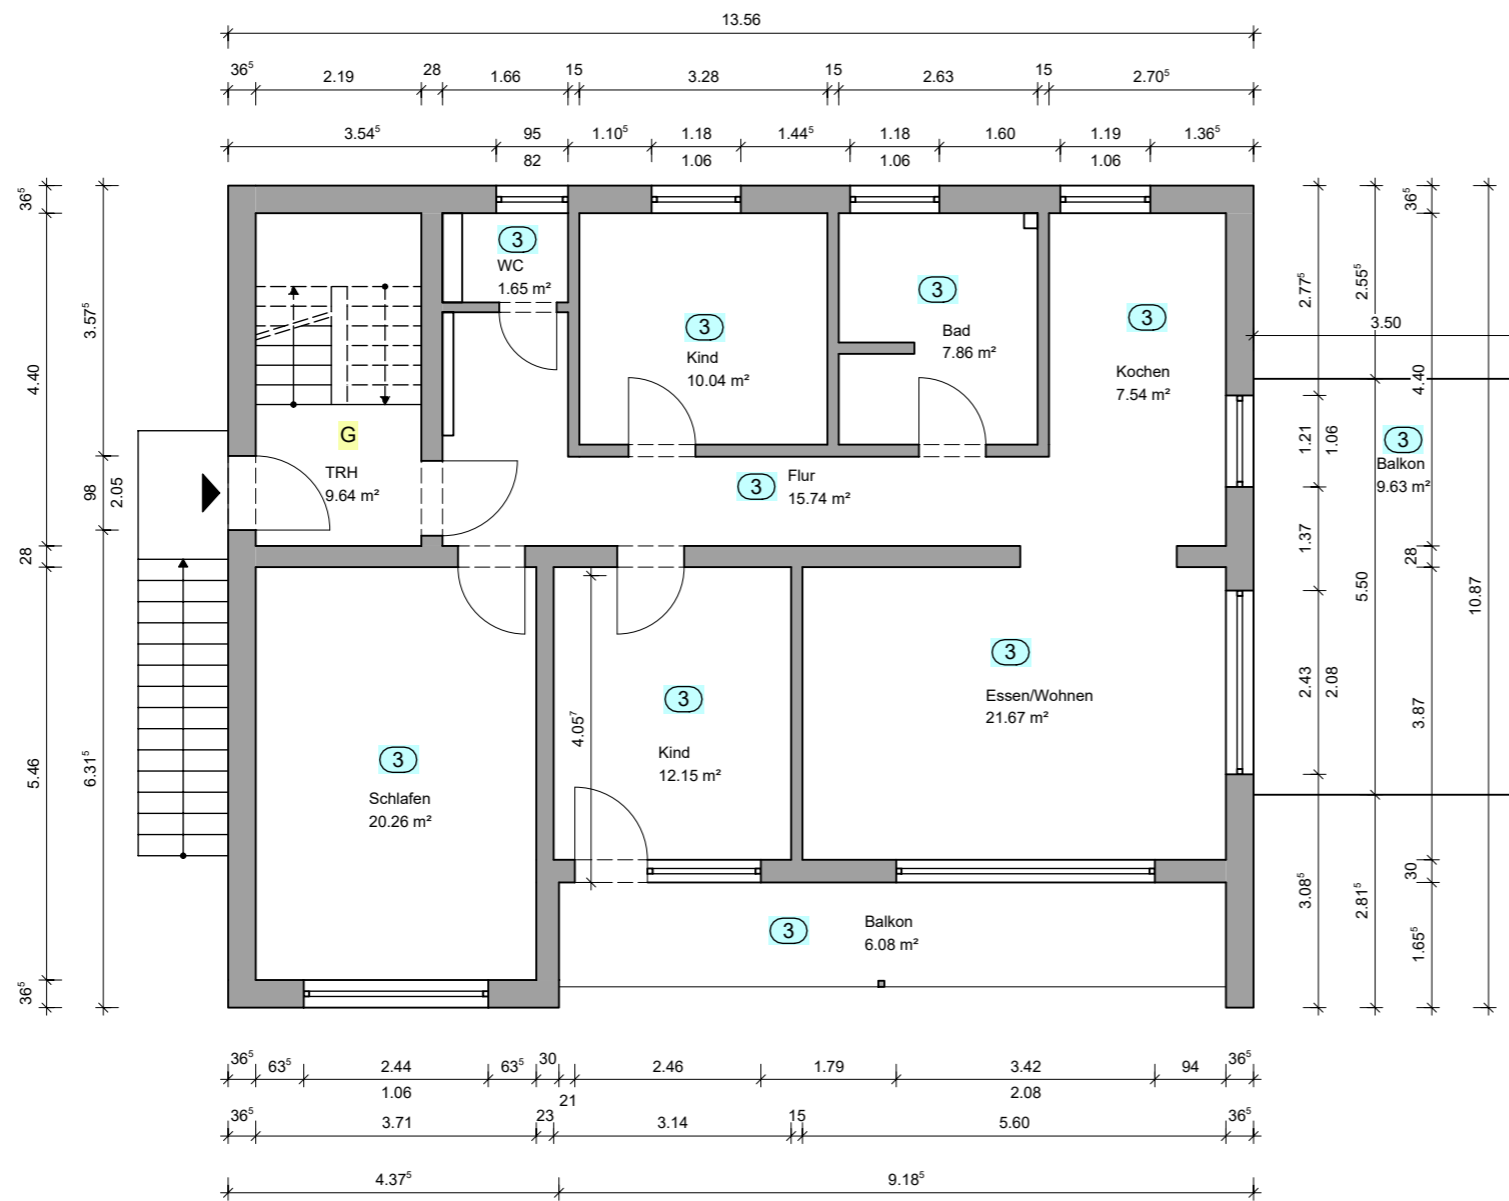 13.56
36⁵ 2.19 28 1.66 15 3.28 15 2.63 15 2.70⁵
3.54⁵ 95 1.10⁵ 1.18 1.44⁵ 1.18 1.60 1.19 1.36⁵
82 1.06 1.06 1.06
36⁵
4.40
28
5.46
36⁵
3.57⁵
98
2.05
6.31⁵
3
WC
1.65 m²
3
Kind
10.04 m²
3
Bad
7.86 m²
3
Kochen
7.54 m²
G
TRH
9.64 m²
3
Flur
15.74 m²
3
Balkon
9.63 m²
3
Schlafen
20.26 m²
3
Kind
12.15 m²
4.05⁷
3
Essen/Wohnen
21.67 m²
3
Balkon
6.08 m²
2.77⁵
1.21
1.06
1.37
2.43
2.08
3.08⁵
2.55⁵
3.50
5.50
2.81⁵
36⁵
4.40
28
3.87
30
1.65⁵
10.87
36⁵ 63⁵ 2.44 63⁵ 30 2.46 1.79 3.42 94 36⁵
1.06 21 2.08
36⁵ 3.71 23 3.14 15 5.60 36⁵
4.37⁵ 9.18⁵